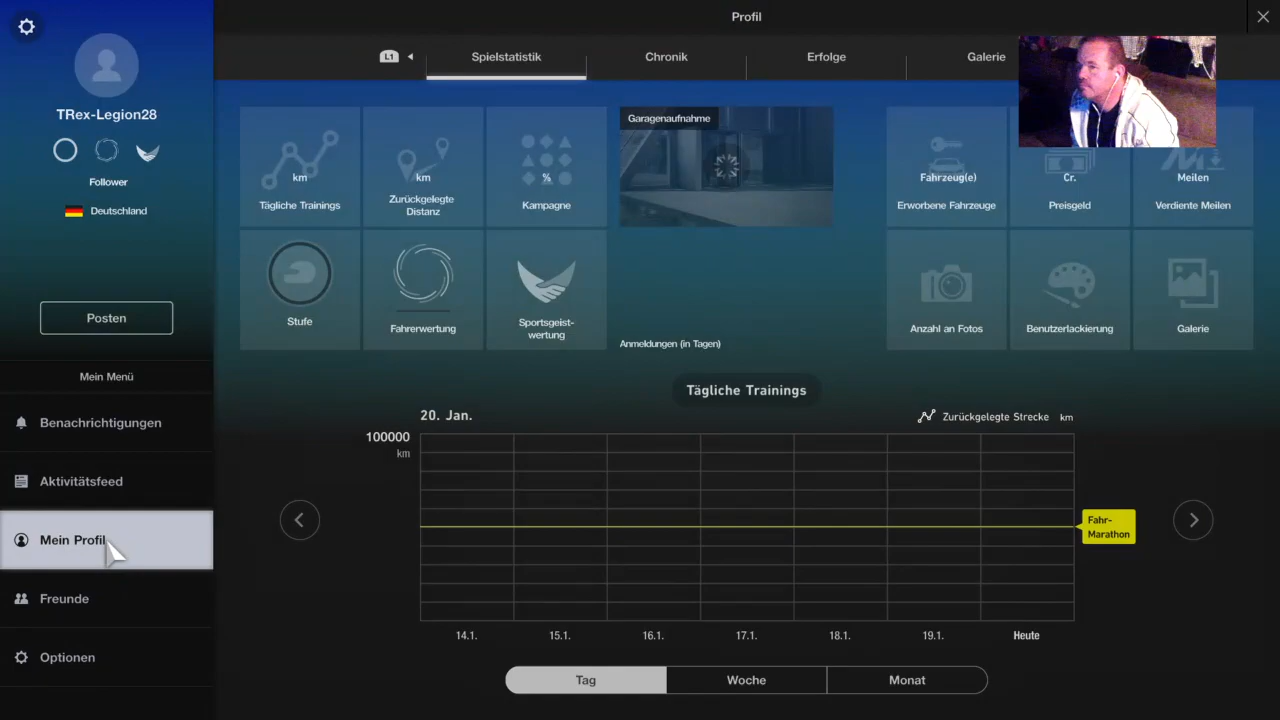 Profil
L1
Spielstatistik
Chronik
Erfolge
Galerie
TRex-Legion28
Follower
Deutschland
Posten
Mein Menü
Benachrichtigungen
Aktivitätsfeed
Mein Profil
Freunde
Optionen
km
Tägliche Trainings
km
Zurückgelegte
Distanz
%
Kampagne
Garagenaufnahme
Fahrzeug(e)
Erworbene Fahrzeuge
Cr.
Preisgeld
Meilen
Verdiente Meilen
Stufe
Fahrerwertung
Sportsgeist-
wertung
Anmeldungen (in Tagen)
Anzahl an Fotos
Benutzerlackierung
Galerie
Tägliche Trainings
20. Jan.
Zurückgelegte Strecke km
100000
km
Fahr-
Marathon
14.1. 15.1. 16.1. 17.1. 18.1. 19.1. Heute
Tag Woche Monat